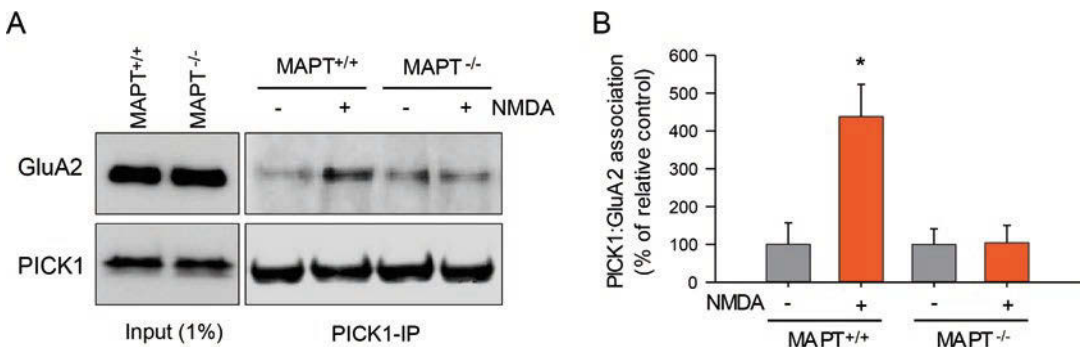 A
MAPT+/+
MAPT-/-
MAPT+/+ MAPT -/-
- + - + NMDA
GluA2
PICK1
Input (1%) PICK1-IP
B
PICK1:GluA2 association
(% of relative control)
600
500
400
300
200
100
00
*
NMDA - + - +
MAPT+/+ MAPT-/-